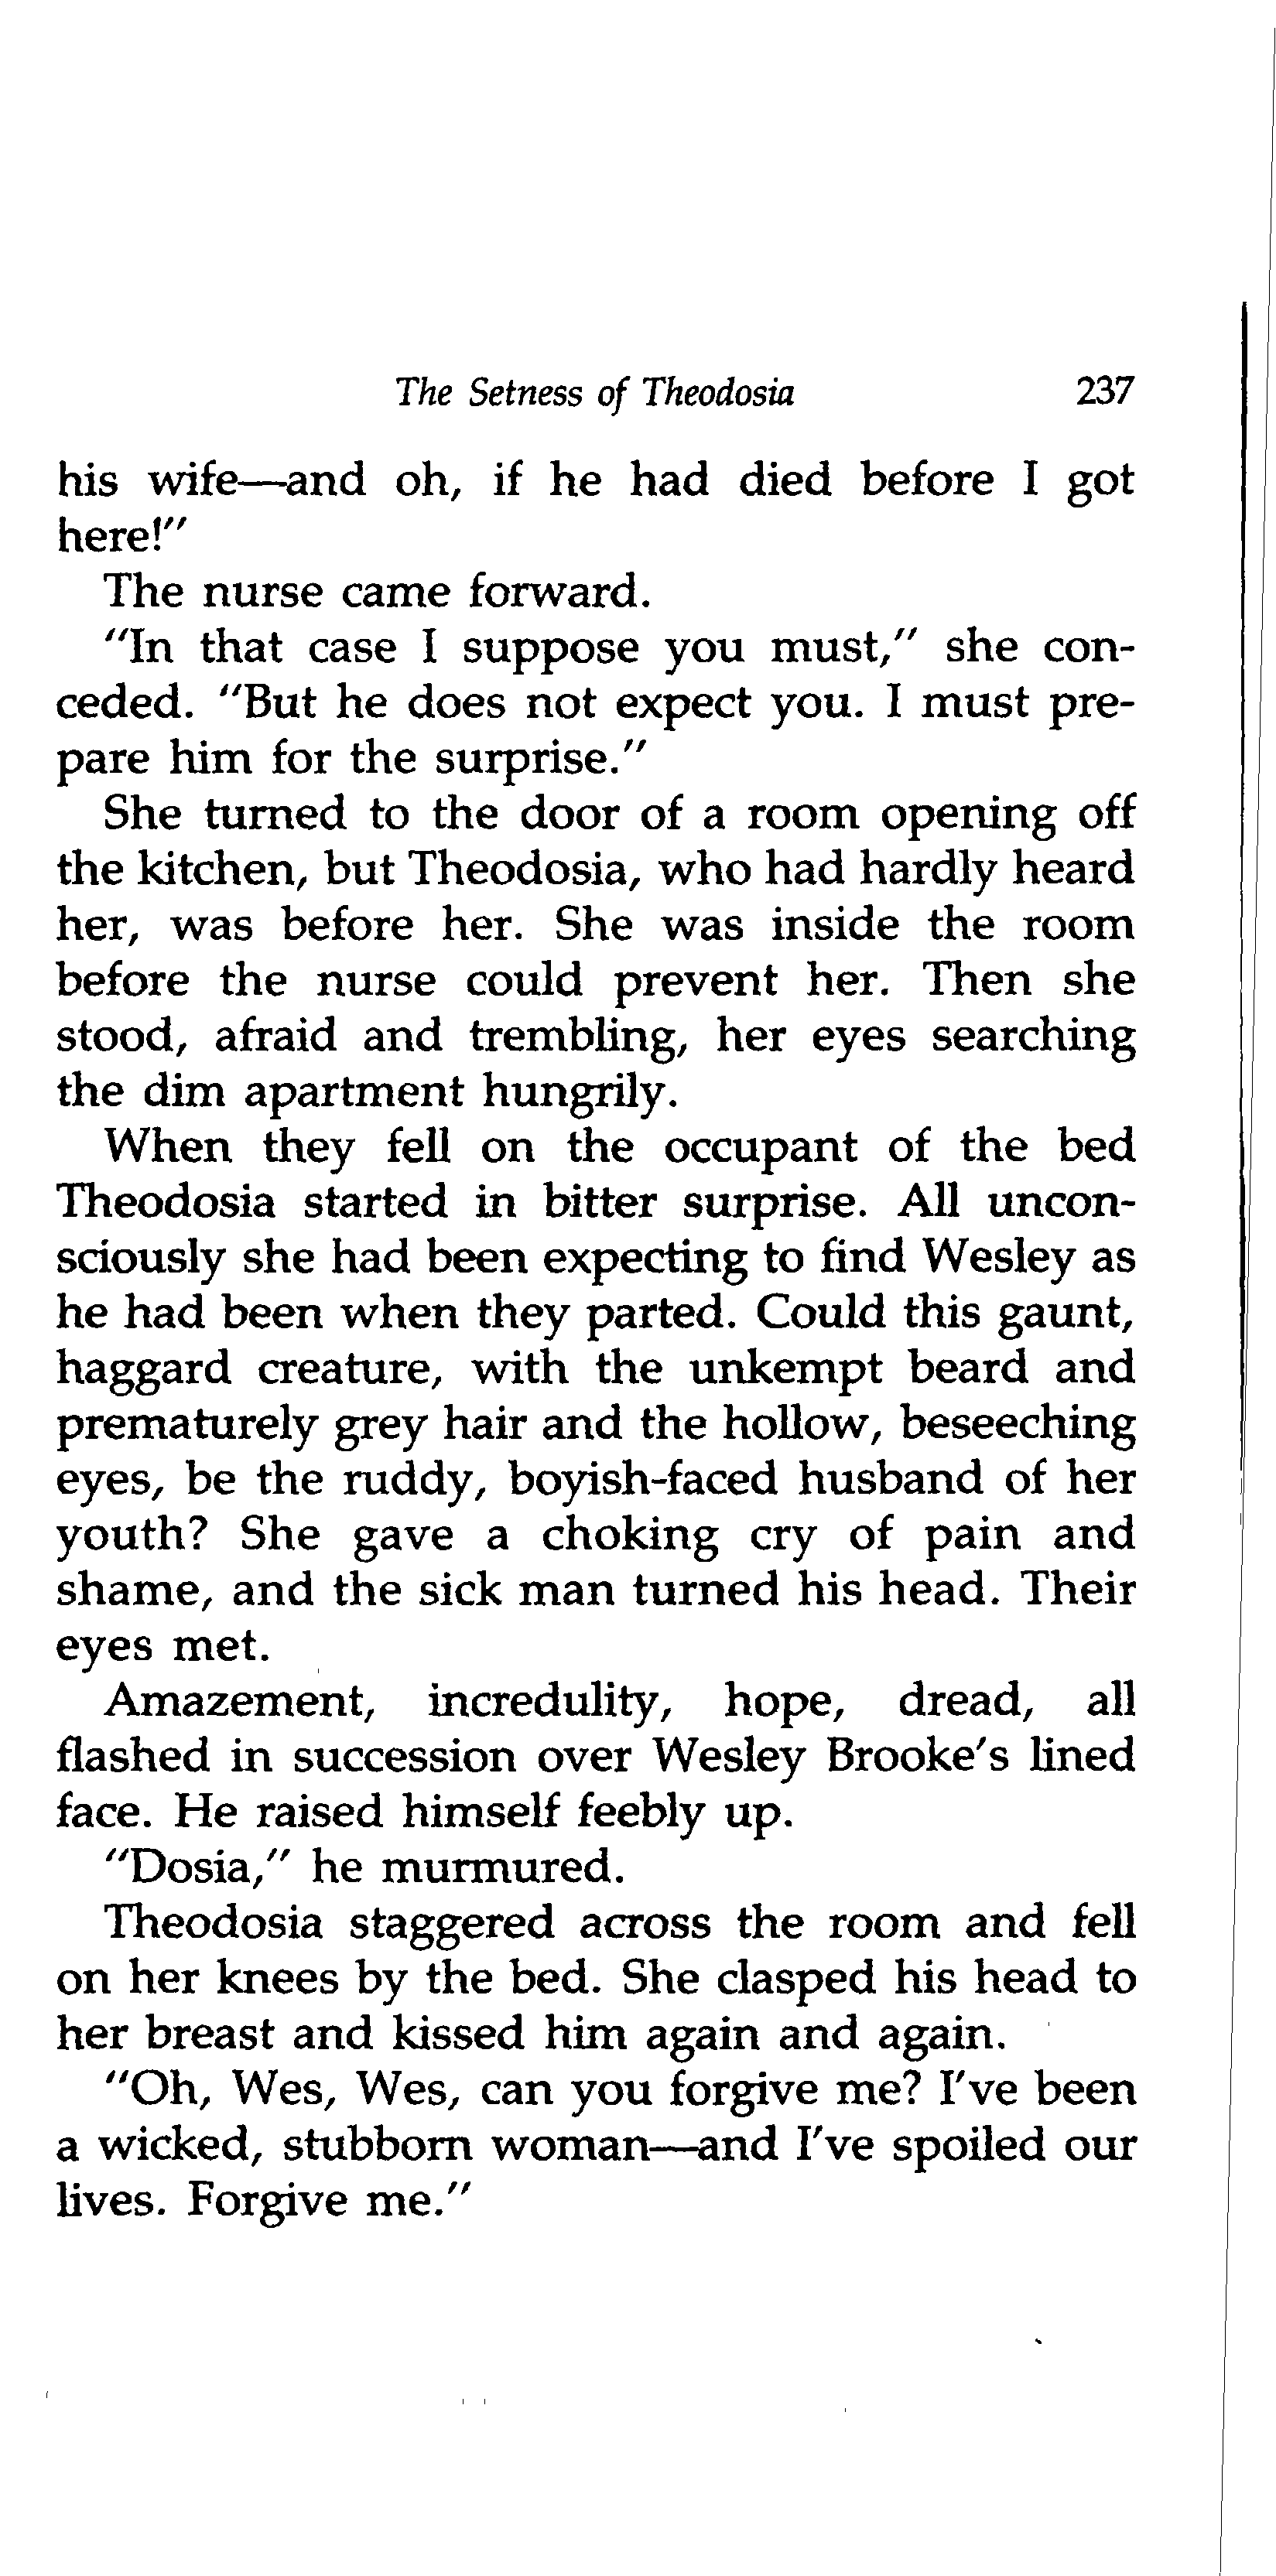 The Setness of Theodosia 237
his wife—and oh, if he had died before I got
here!"
The nurse came forward.
"In that case I suppose you must," she con-
ceded. "But he does not expect you. I must pre-
pare him for the surprise."
She turned to the door of a room opening off
the kitchen, but Theodosia, who had hardly heard
her, was before her. She was inside the room
before the nurse could prevent her. Then she
stood, afraid and trembling, her eyes searching
the dim apartment hungrily.
When they fell on the occupant of the bed
Theodosia started in bitter surprise. All uncon-
sciously she had been expecting to find Wesley as
he had been when they parted. Could this gaunt,
haggard creature, with the unkempt beard and
prematurely grey hair and the hollow, beseeching
eyes, be the ruddy, boyish-faced husband of her
youth? She gave a choking cry of pain and
shame, and the sick man turned his head. Their
eyes met.
Amazement, incredulity, hope, dread, all
flashed in succession over Wesley Brooke's lined
face. He raised himself feebly up.
"Dosia," he murmured.
Theodosia staggered across the room and fell
on her knees by the bed. She clasped his head to
her breast and kissed him again and again.
"Oh, Wes, Wes, can you forgive me? I've been
a wicked, stubborn woman—and I've spoiled our
lives. Forgive me."